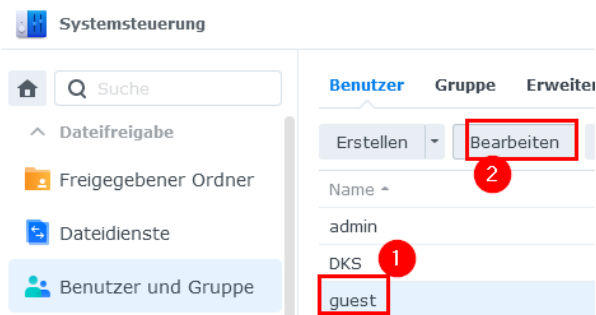 Systemsteuerung
Suche
Dateifreigabe
Freigegebener Ordner
Dateidienste
Benutzer und Gruppe
Benutzer Gruppe Erweiter
Erstellen Bearbeiten
2
Name
admin
DKS
1
guest